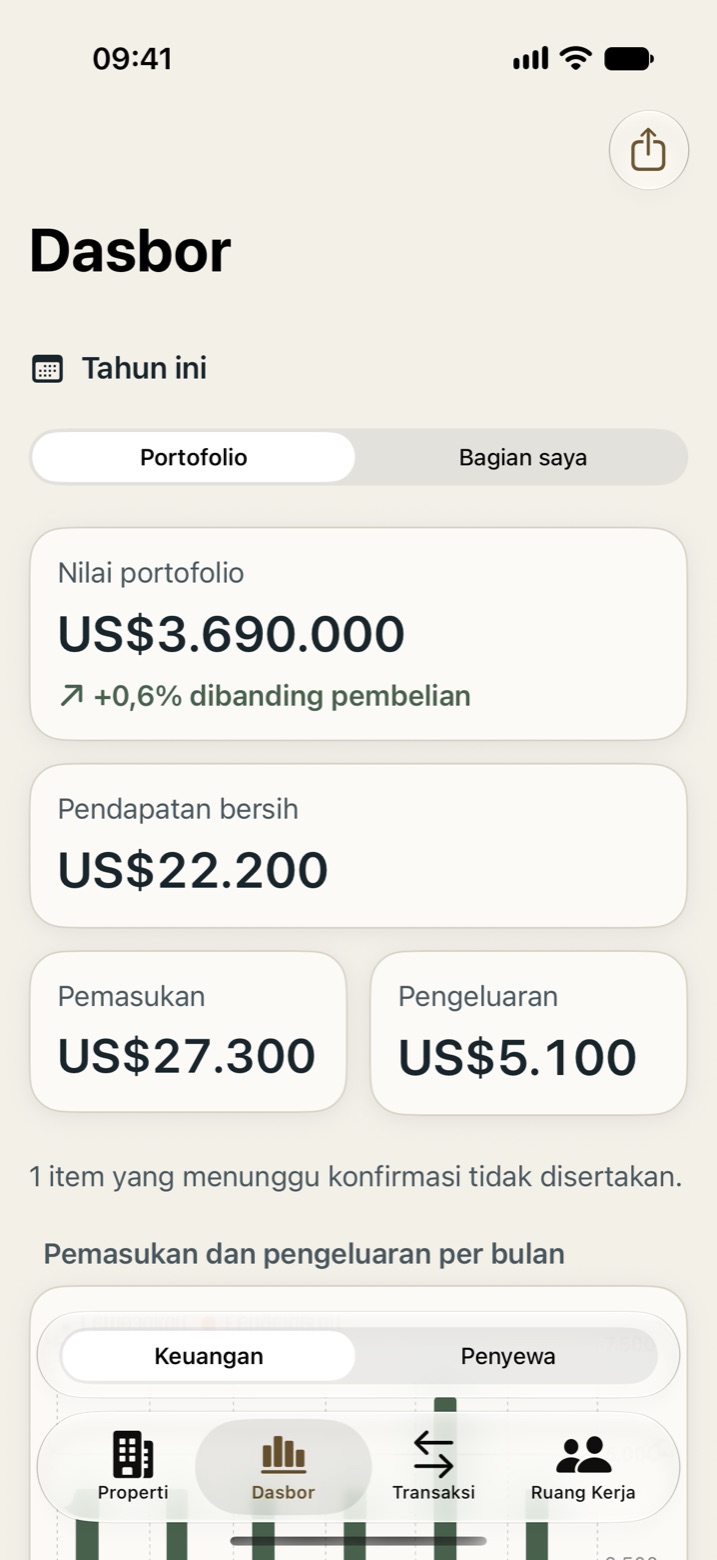 09:41
Dasbor
Tahun ini
Portofolio
Bagian saya
Nilai portofolio
US$3.690.000
+0,6% dibanding pembelian
Pendapatan bersih
US$22.200
Pemasukan
US$27.300
Pengeluaran
US$5.100
1 item yang menunggu konfirmasi tidak disertakan.
Pemasukan dan pengeluaran per bulan
Keuangan
Penyewa
Properti
Dasbor
Transaksi
Ruang Kerja